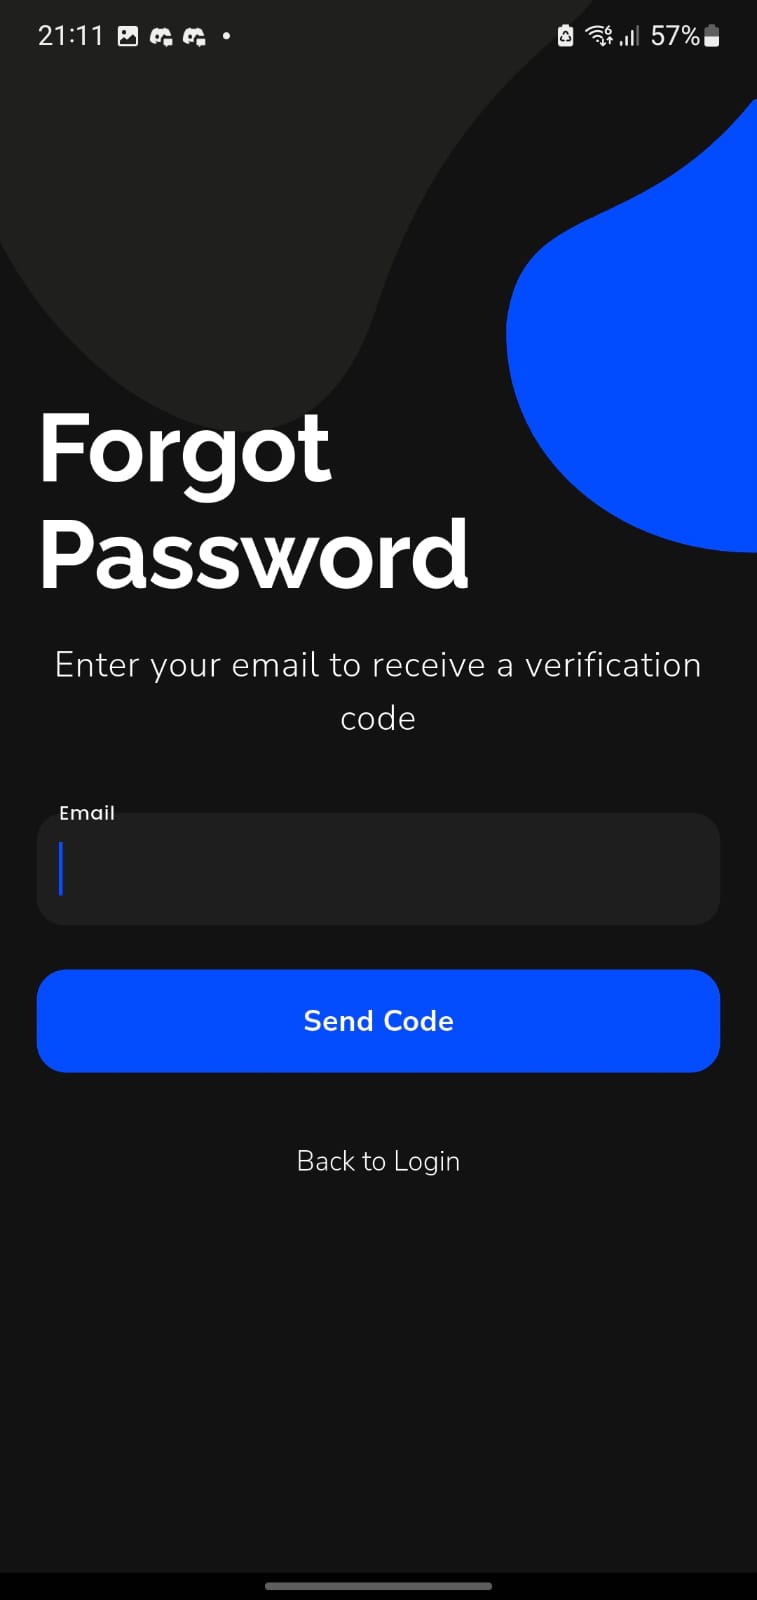 21:11 57%
Forgot
Password
Enter your email to receive a verification
code
Email
Send Code
Back to Login